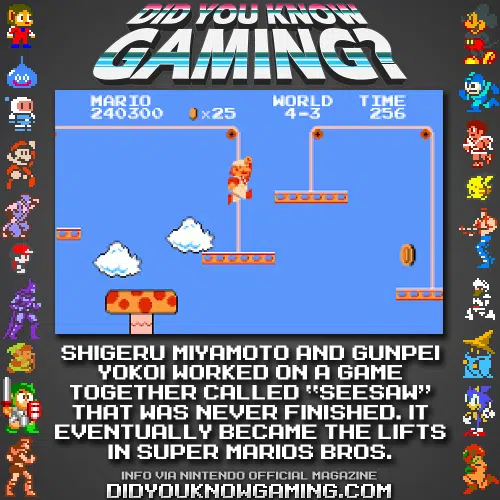 DID YOU KNOW
GAMING?
MARIO WORLD TIME
240300 ×25 4-3 256
SHIGERU MIYAMOTO AND GUNPEI
YOKOI WORKED ON A GAME
TOGETHER CALLED "SEESAW"
THAT WAS NEVER FINISHED. IT
EVENTUALLY BECAME THE LIFTS
IN SUPER MARIOS BROS.
INFO VIA NINTENDO OFFICIAL MAGAZINE
DIDYOUKNOWGAMING.COM